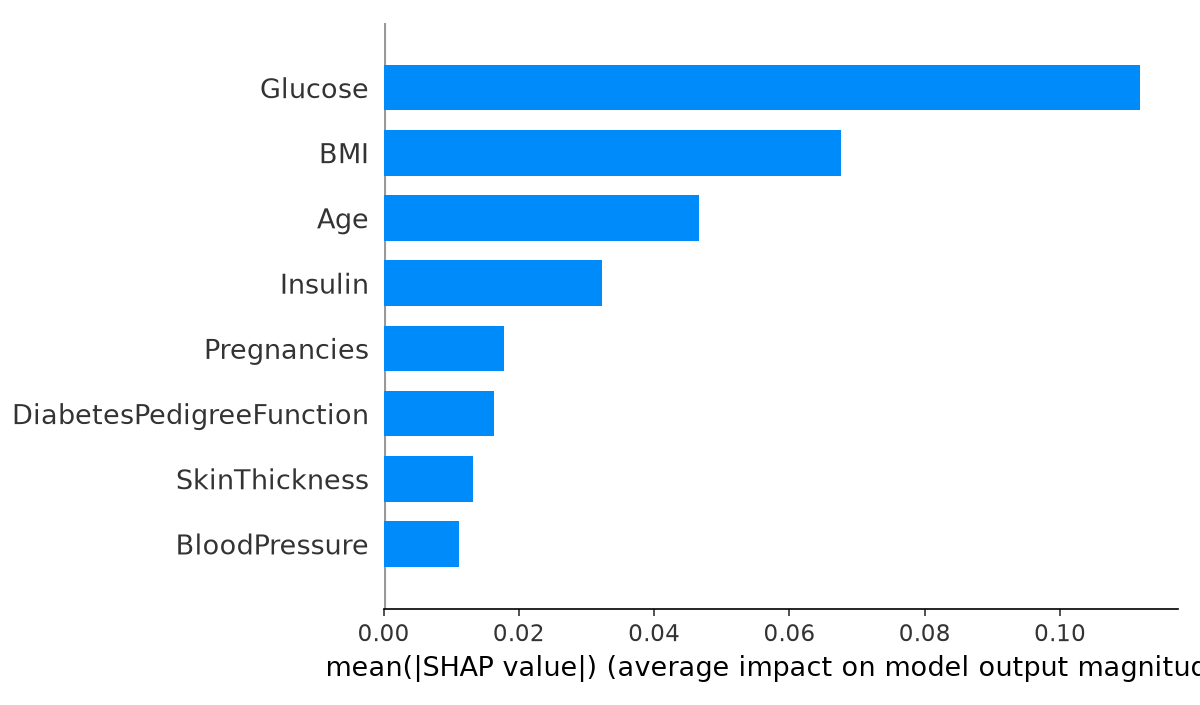 Glucose
BMI
Age
Insulin
Pregnancies
DiabetesPedigreeFunction
SkinThickness
BloodPressure
0.00 0.02 0.04 0.06 0.08 0.10
mean(|SHAP value|) (average impact on model output magnitud